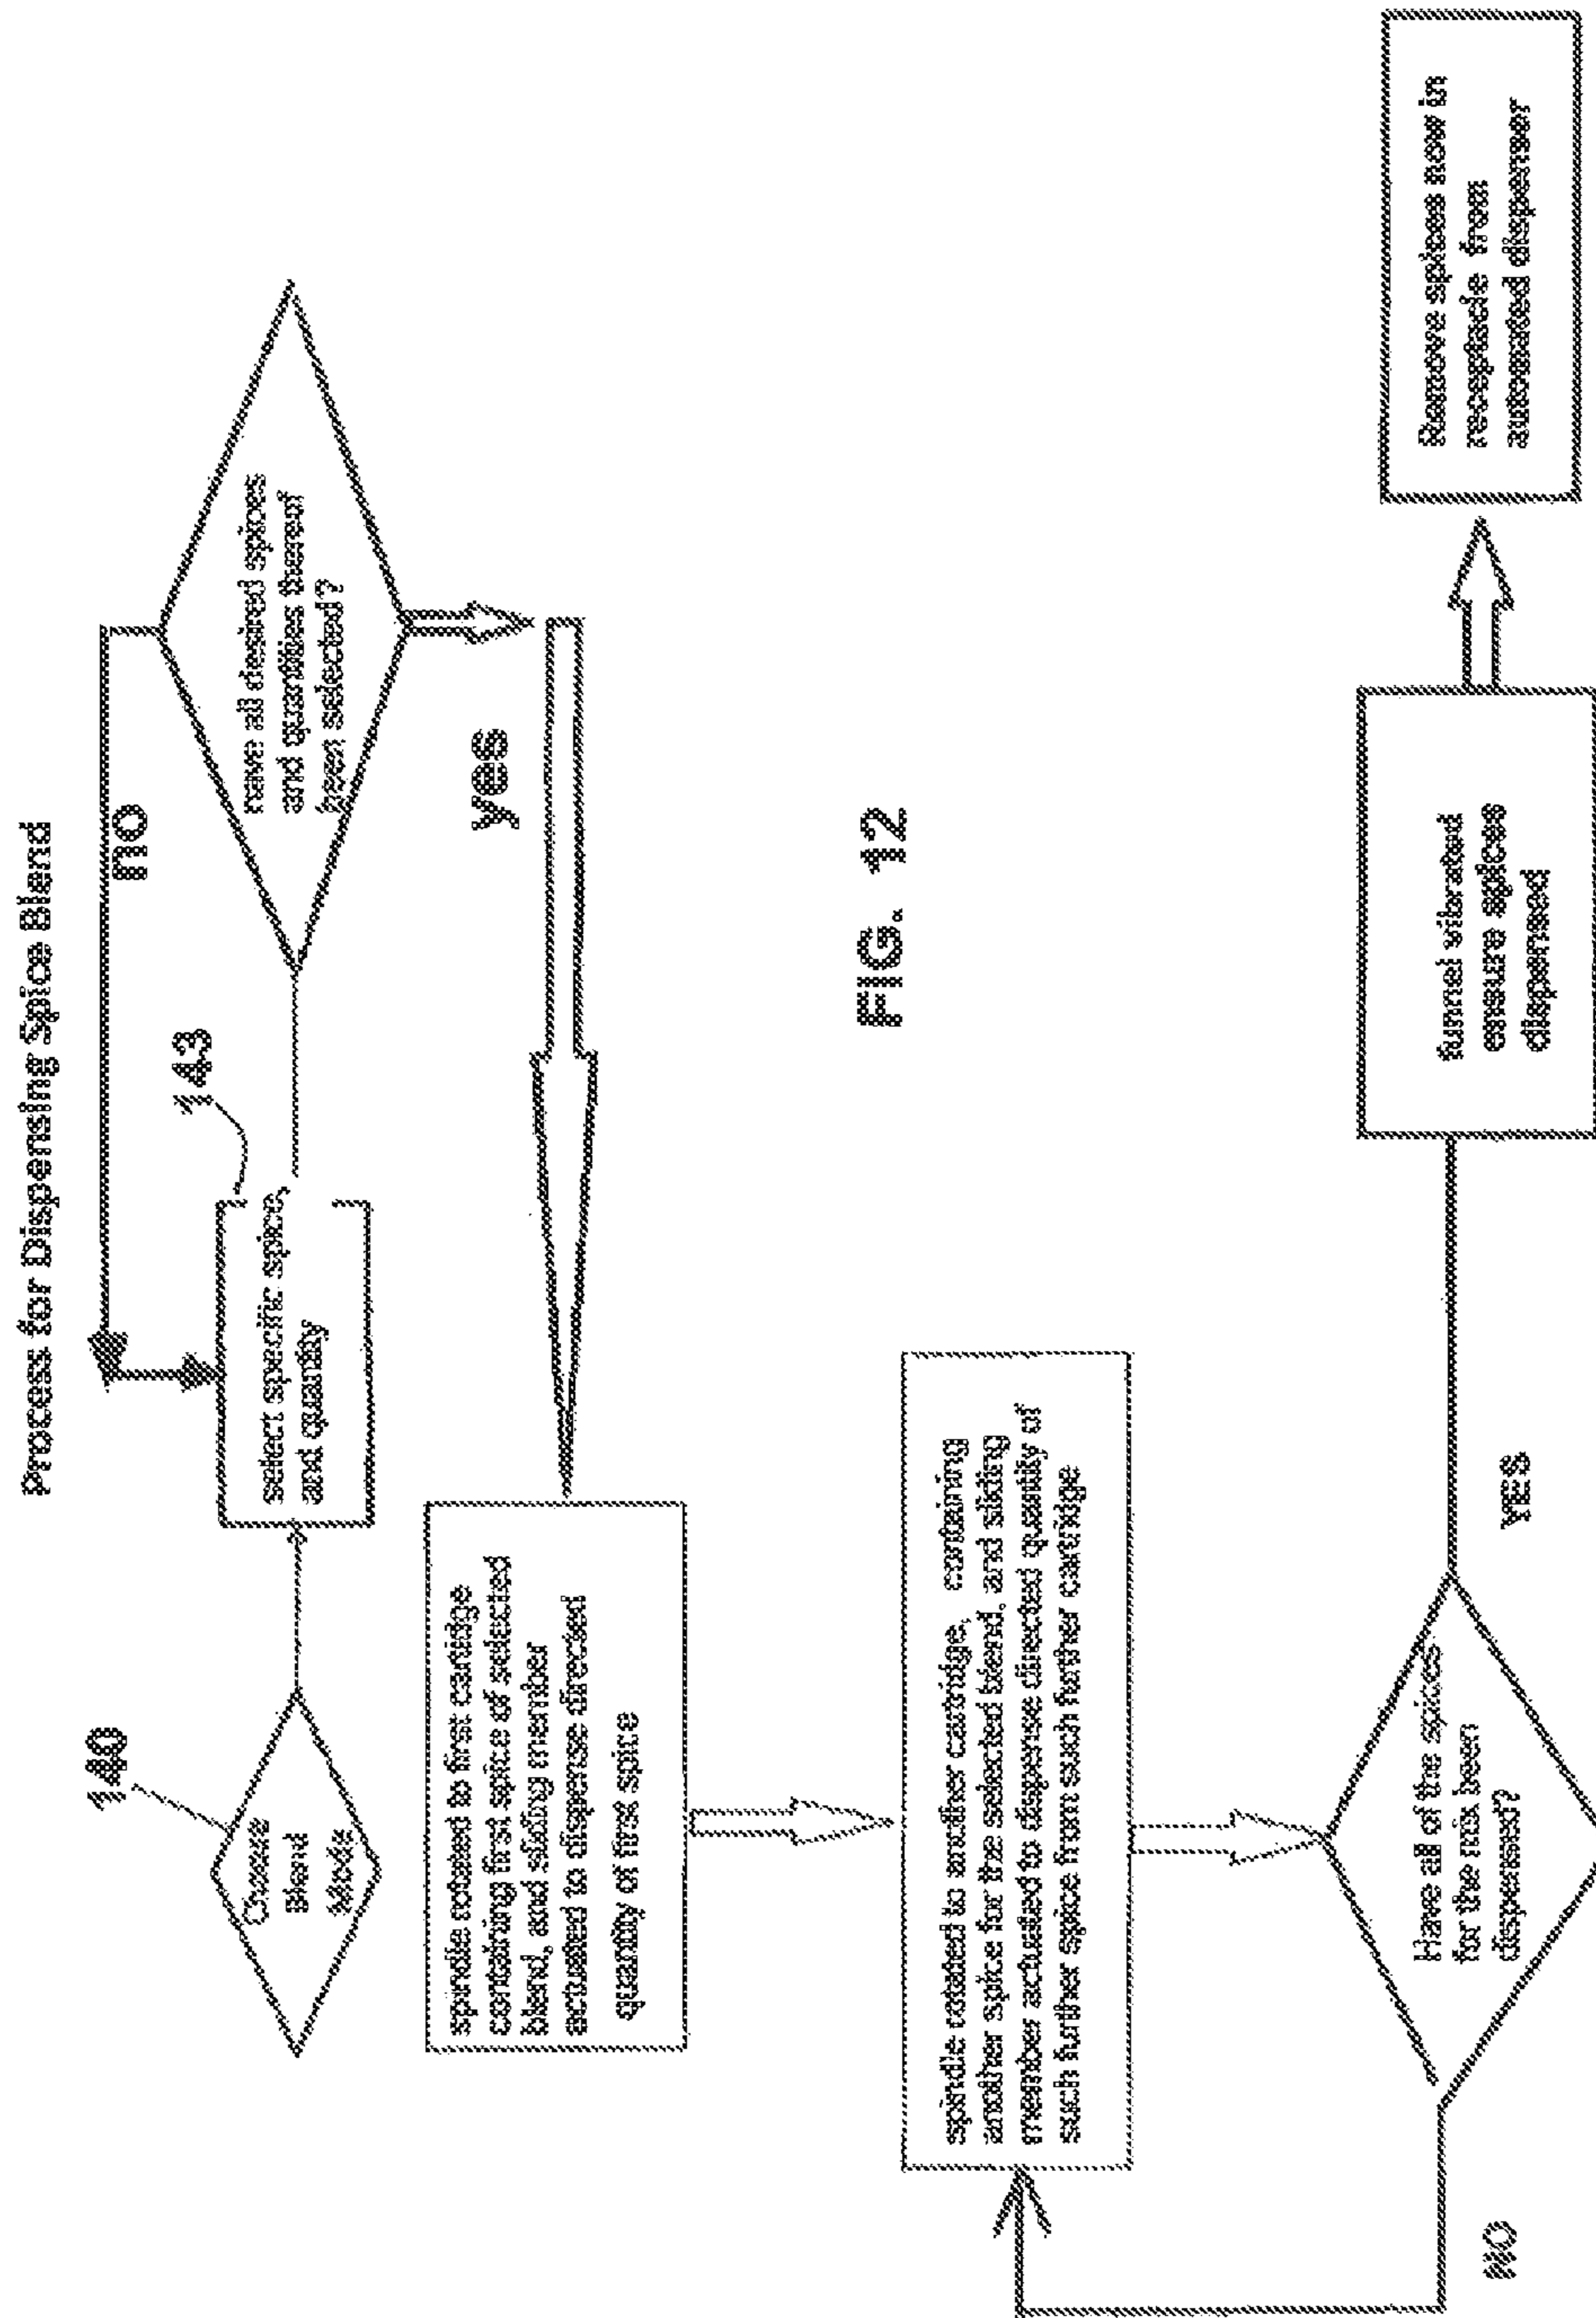 Process for Dispensing Spice Blend
140
Choose
Blend
Mode
143
select specific spice,
and quantity
no
have all desired spices
and quantities thereof
been selected?
yes
spindle rotated to first cartridge
containing first spice of selected
blend, and sliding member
actuated to dispense directed
quantity of first spice
spindle rotated to another cartridge, containing
another spice for the selected blend, and sliding
member actuated to dispense directed quantity of
such further spice from such further cartridge
Have all of the spices
for the mix been
dispensed?
NO
YES
funnel vibrated
ensure spices
dispensed
Remove spices now in
receptacle from
automated dispenser
FIG. 12